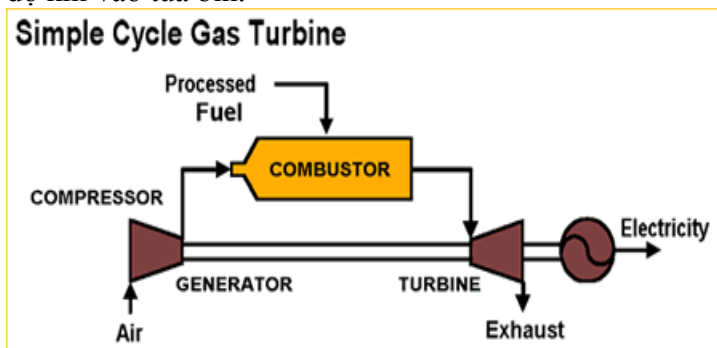 Simple Cycle Gas Turbine
Processed
Fuel
COMBUSTOR
COMPRESSOR
Electricity
GENERATOR
TURBINE
Air
Exhaust